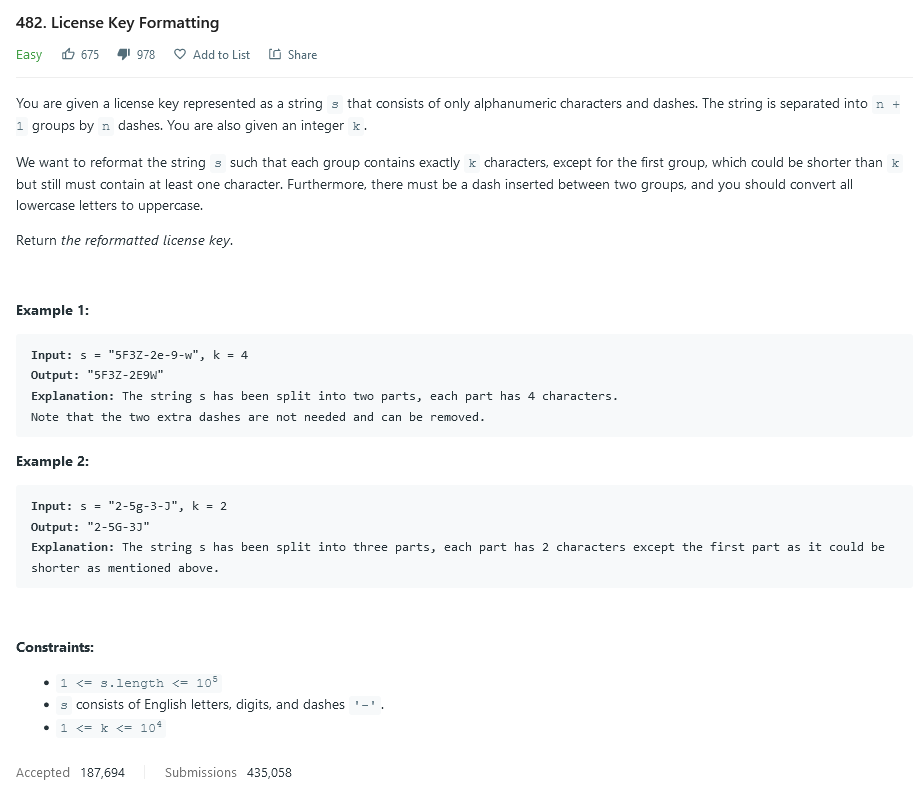 482. License Key Formatting
Easy 675 978 Add to List Share
You are given a license key represented as a string s that consists of only alphanumeric characters and dashes. The string is separated into n +
1 groups by n dashes. You are also given an integer k.
We want to reformat the string s such that each group contains exactly k characters, except for the first group, which could be shorter than k
but still must contain at least one character. Furthermore, there must be a dash inserted between two groups, and you should convert all
lowercase letters to uppercase.
Return the reformatted license key.
Example 1:
Input: s = "5F3Z-2e-9-w", k = 4
Output: "5F3Z-2E9W"
Explanation: The string s has been split into two parts, each part has 4 characters.
Note that the two extra dashes are not needed and can be removed.
Example 2:
Input: s = "2-5g-3-J", k = 2
Output: "2-5G-3J"
Explanation: The string s has been split into three parts, each part has 2 characters except the first part as it could be
shorter as mentioned above.
Constraints:
• 1 <= s.length <= 10⁵
• s consists of English letters, digits, and dashes '-'.
• 1 <= k <= 10⁴
Accepted 187,694 Submissions 435,058